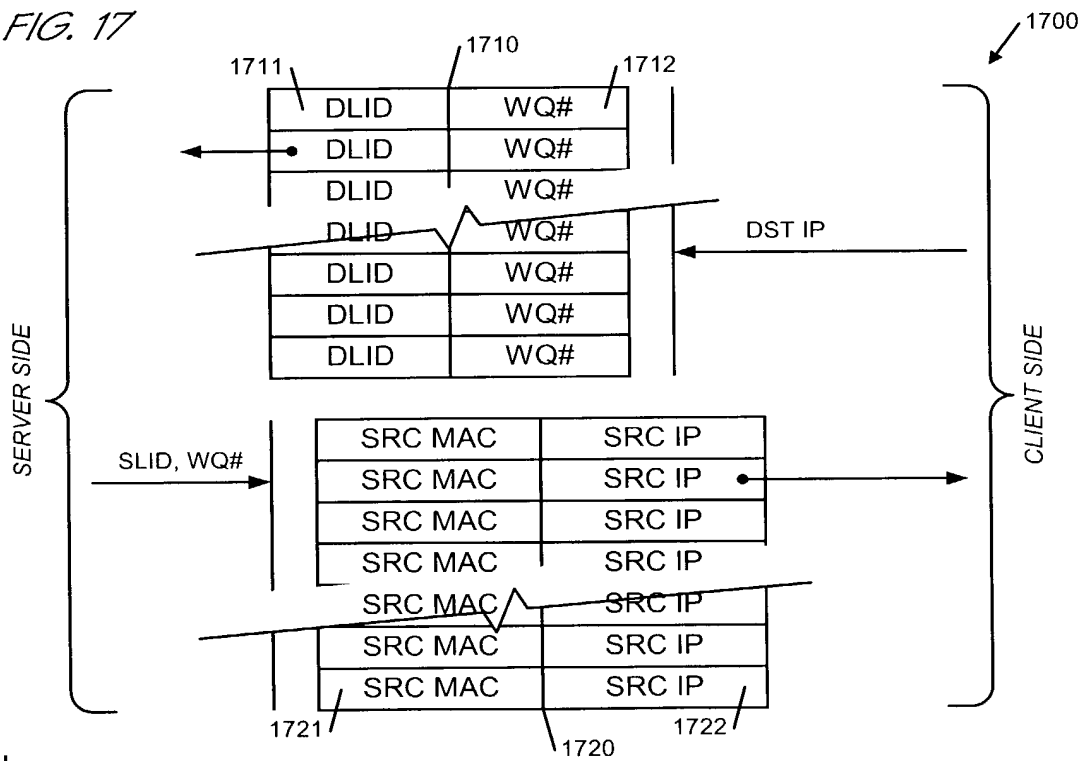 FIG. 17
1700
1710
1711
1712
DLID WQ#
DLID WQ#
DLID WQ#
DLID WQ#
DLID WQ#
DLID WQ#
DLID WQ#
DST IP
SERVER SIDE
CLIENT SIDE
SLID, WQ#
SRC MAC SRC IP
SRC MAC SRC IP
SRC MAC SRC IP
SRC MAC SRC IP
SRC MAC SRC IP
SRC MAC SRC IP
SRC MAC SRC IP
1721
1720
1722